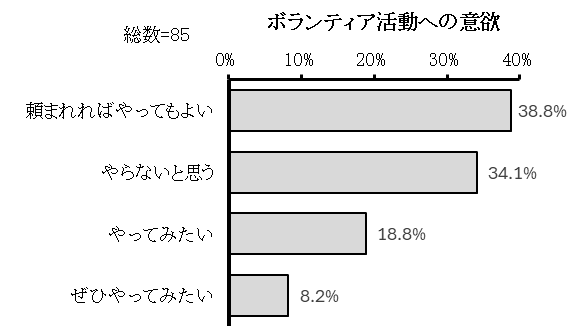 ボランティア活動への意欲
総数=85
0% 10% 20% 30% 40%
頼まれればやってもよい 38.8%
やらないと思う 34.1%
やってみたい 18.8%
ぜひやってみたい 8.2%